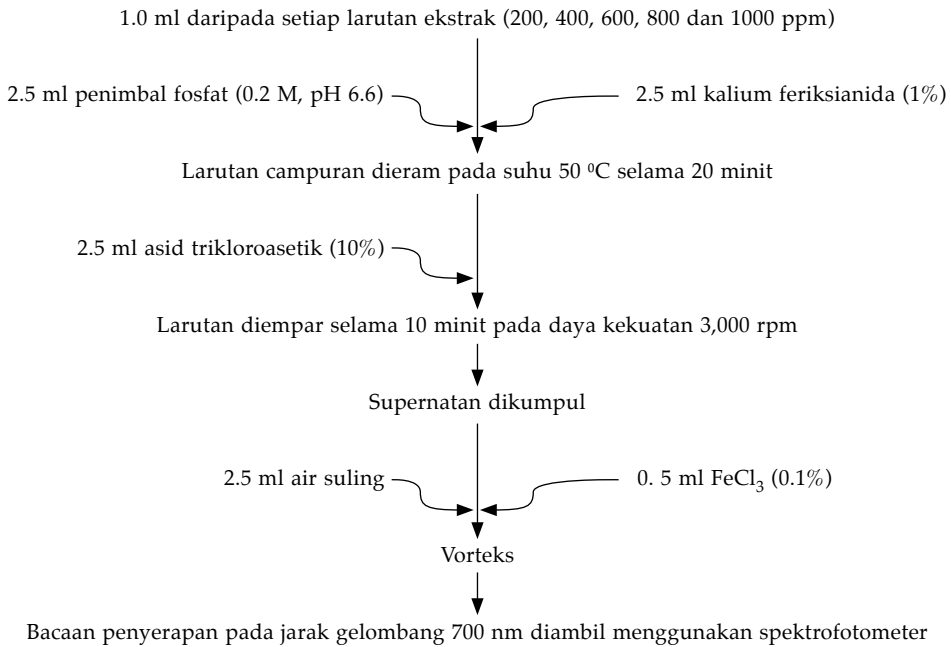 1.0 ml daripada setiap larutan ekstrak (200, 400, 600, 800 dan 1000 ppm)
2.5 ml penimbal fosfat (0.2 M, pH 6.6)
2.5 ml kalium feriksianida (1%)
Larutan campuran dieram pada suhu 50 ⁰C selama 20 minit
2.5 ml asid trikloroasetik (10%)
Larutan diempar selama 10 minit pada daya kekuatan 3,000 rpm
Supernatan dikumpul
2.5 ml air suling
0. 5 ml FeCl₃ (0.1%)
Vorteks
Bacaan penyerapan pada jarak gelombang 700 nm diambil menggunakan spektrofotometer